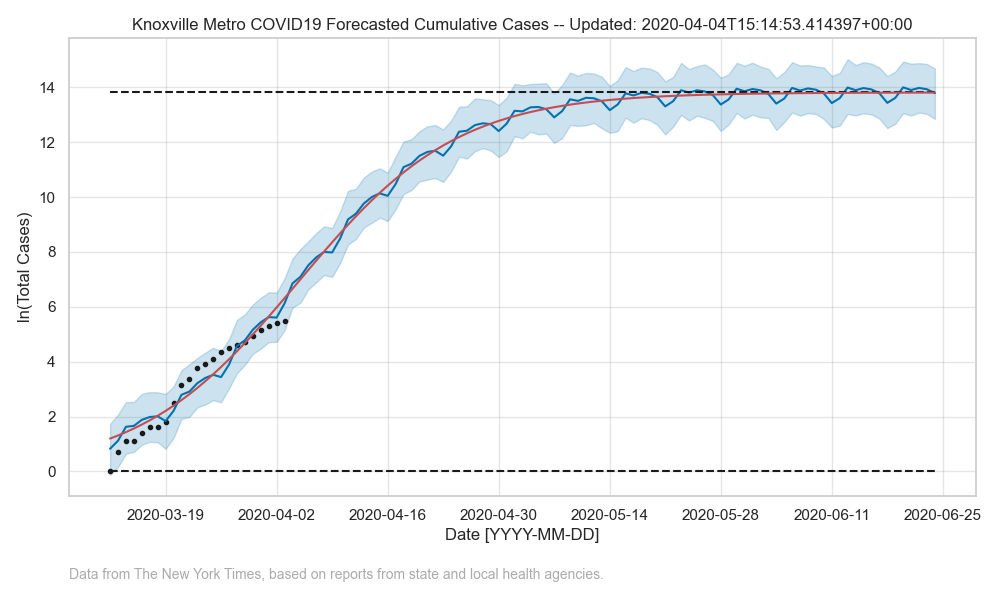 Knoxville Metro COVID19 Forecasted Cumulative Cases -- Updated: 2020-04-04T15:14:53.414397+00:00
ln(Total Cases)
14
12
10
8
6
4
2
0
2020-03-19 2020-04-02 2020-04-16 2020-04-30 2020-05-14 2020-05-28 2020-06-11 2020-06-25
Date [YYYY-MM-DD]
Data from The New York Times, based on reports from state and local health agencies.